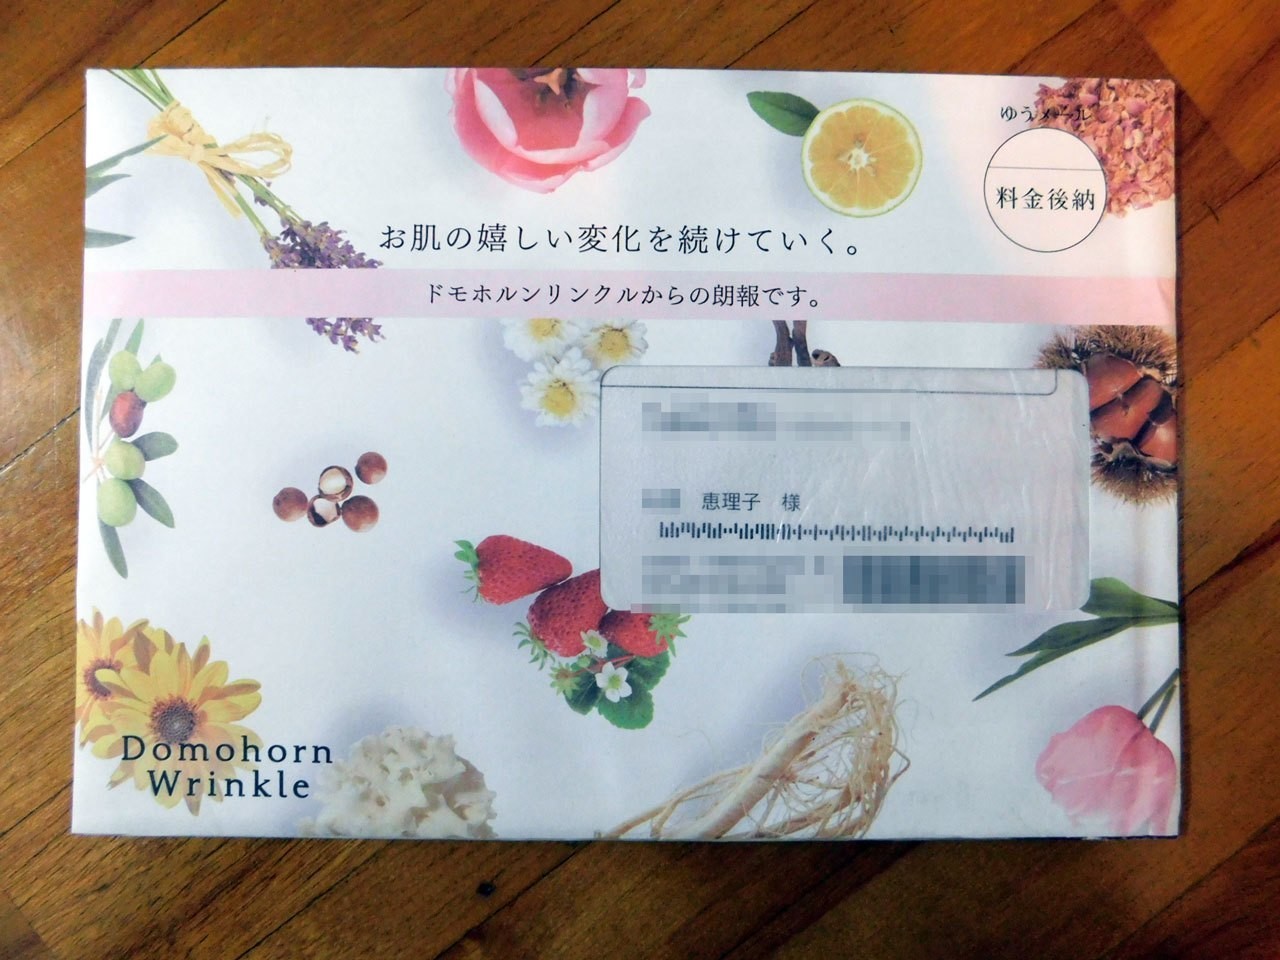 ゆうメール
料金後納
お肌の嬉しい変化を続けていく。
ドモホルンリンクルからの朗報です。
恵理子 様
Domohorn
Wrinkle